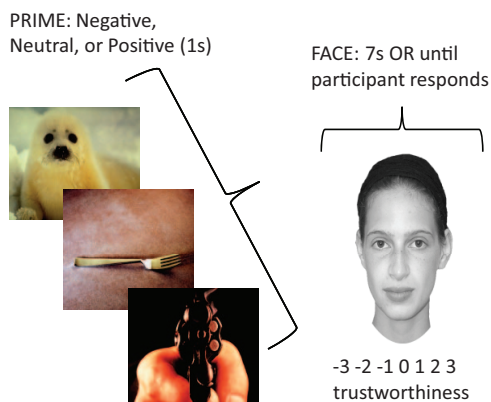 PRIME: Negative,
Neutral, or Positive (1s)
FACE: 7s OR until
participant responds
-3 -2 -1 0 1 2 3
trustworthiness